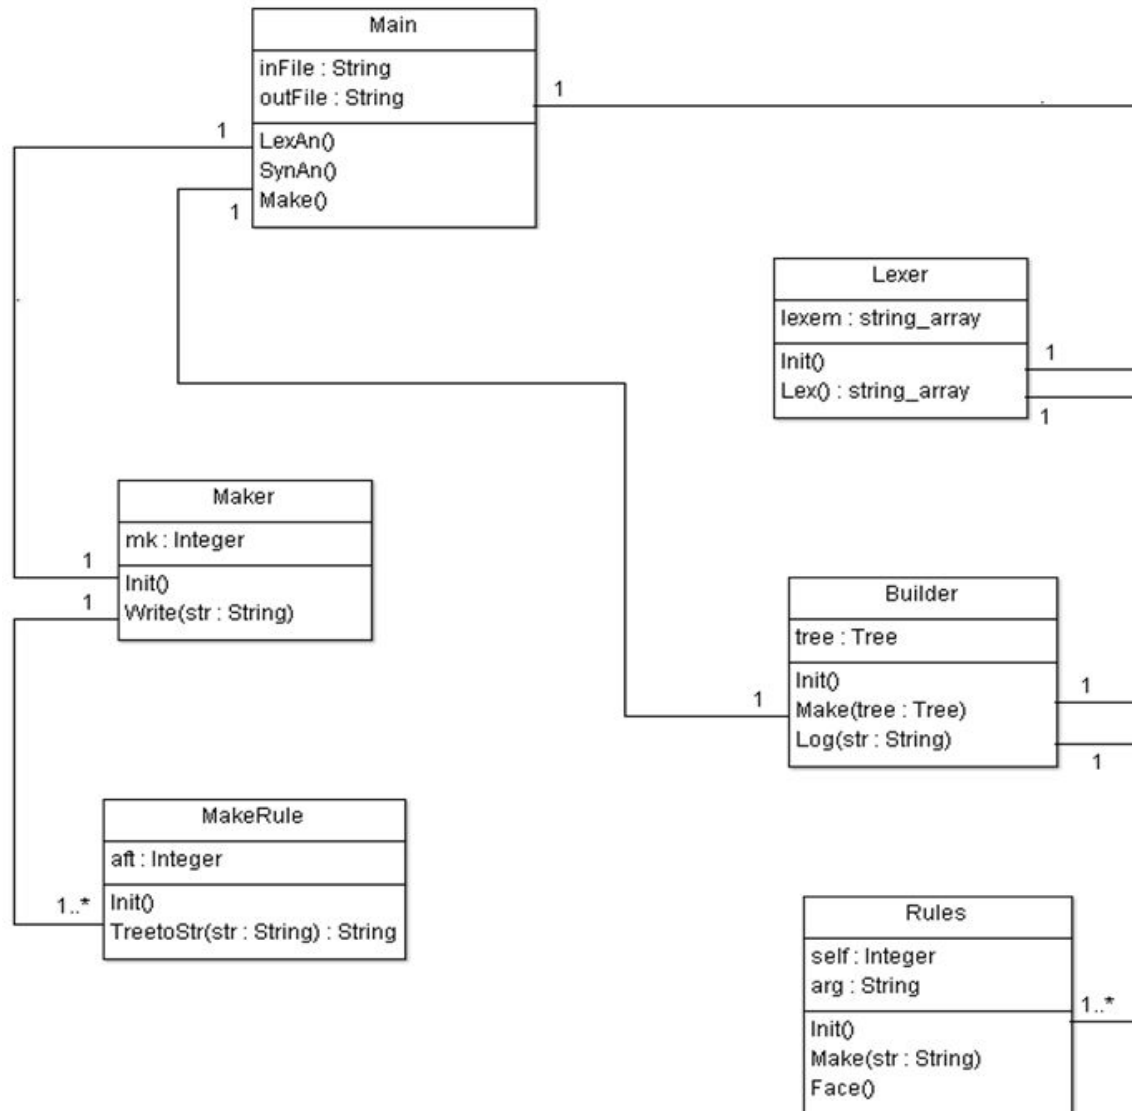 Main
inFile : String
outFile : String
LexAn()
SynAn()
Make()
1
1
1
Lexer
lexem : string_array
Init()
Lex() : string_array
1
1
Maker
mk : Integer
Init()
Write(str : String)
1
1
Builder
tree : Tree
Init()
Make(tree : Tree)
Log(str : String)
1
1
1
MakeRule
aft : Integer
Init()
TreetoStr(str : String) : String
1..*
Rules
self : Integer
arg : String
Init()
Make(str : String)
Face()
1..*